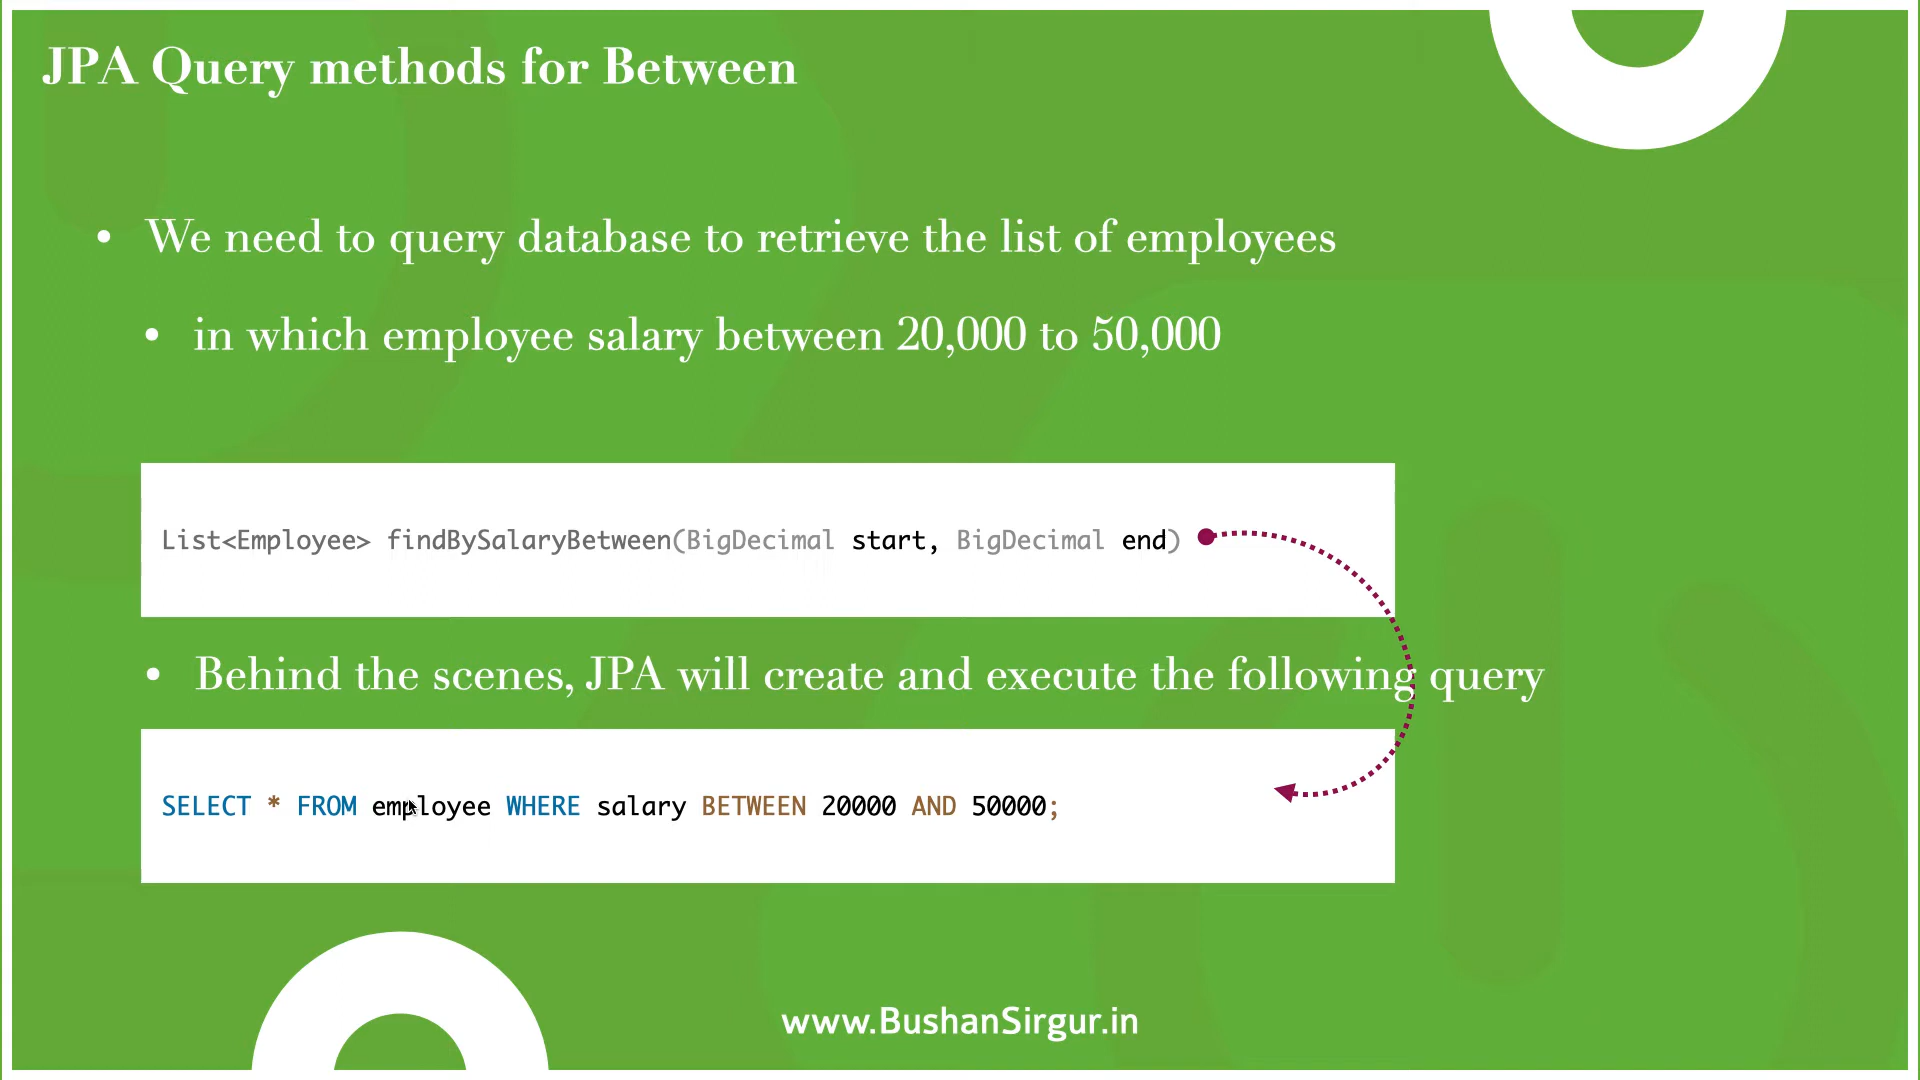 JPA Query methods for Between
• We need to query database to retrieve the list of employees
• in which employee salary between 20,000 to 50,000
List<Employee> findBySalaryBetween(BigDecimal start, BigDecimal end)
• Behind the scenes, JPA will create and execute the following query
SELECT * FROM employee WHERE salary BETWEEN 20000 AND 50000;
www.BushanSirgur.in